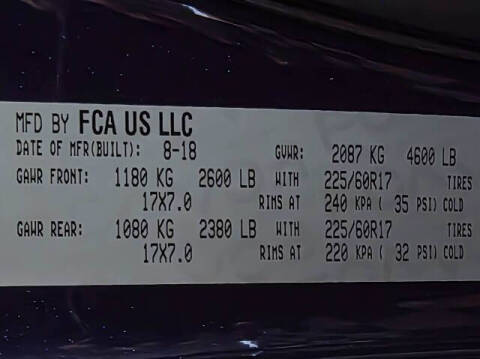 MFD BY FCA US LLC
DATE OF MFR(BUILT): 8-18 GVWR: 2087 KG 4600 LB
GAWR FRONT: 1180 KG 2600 LB WITH 225/60R17 TIRES
17X7.0 RIMS AT 240 KPA ( 35 PSI) COLD
GAWR REAR: 1080 KG 2380 LB WITH 225/60R17 TIRES
17X7.0 RIMS AT 220 KPA ( 32 PSI) COLD